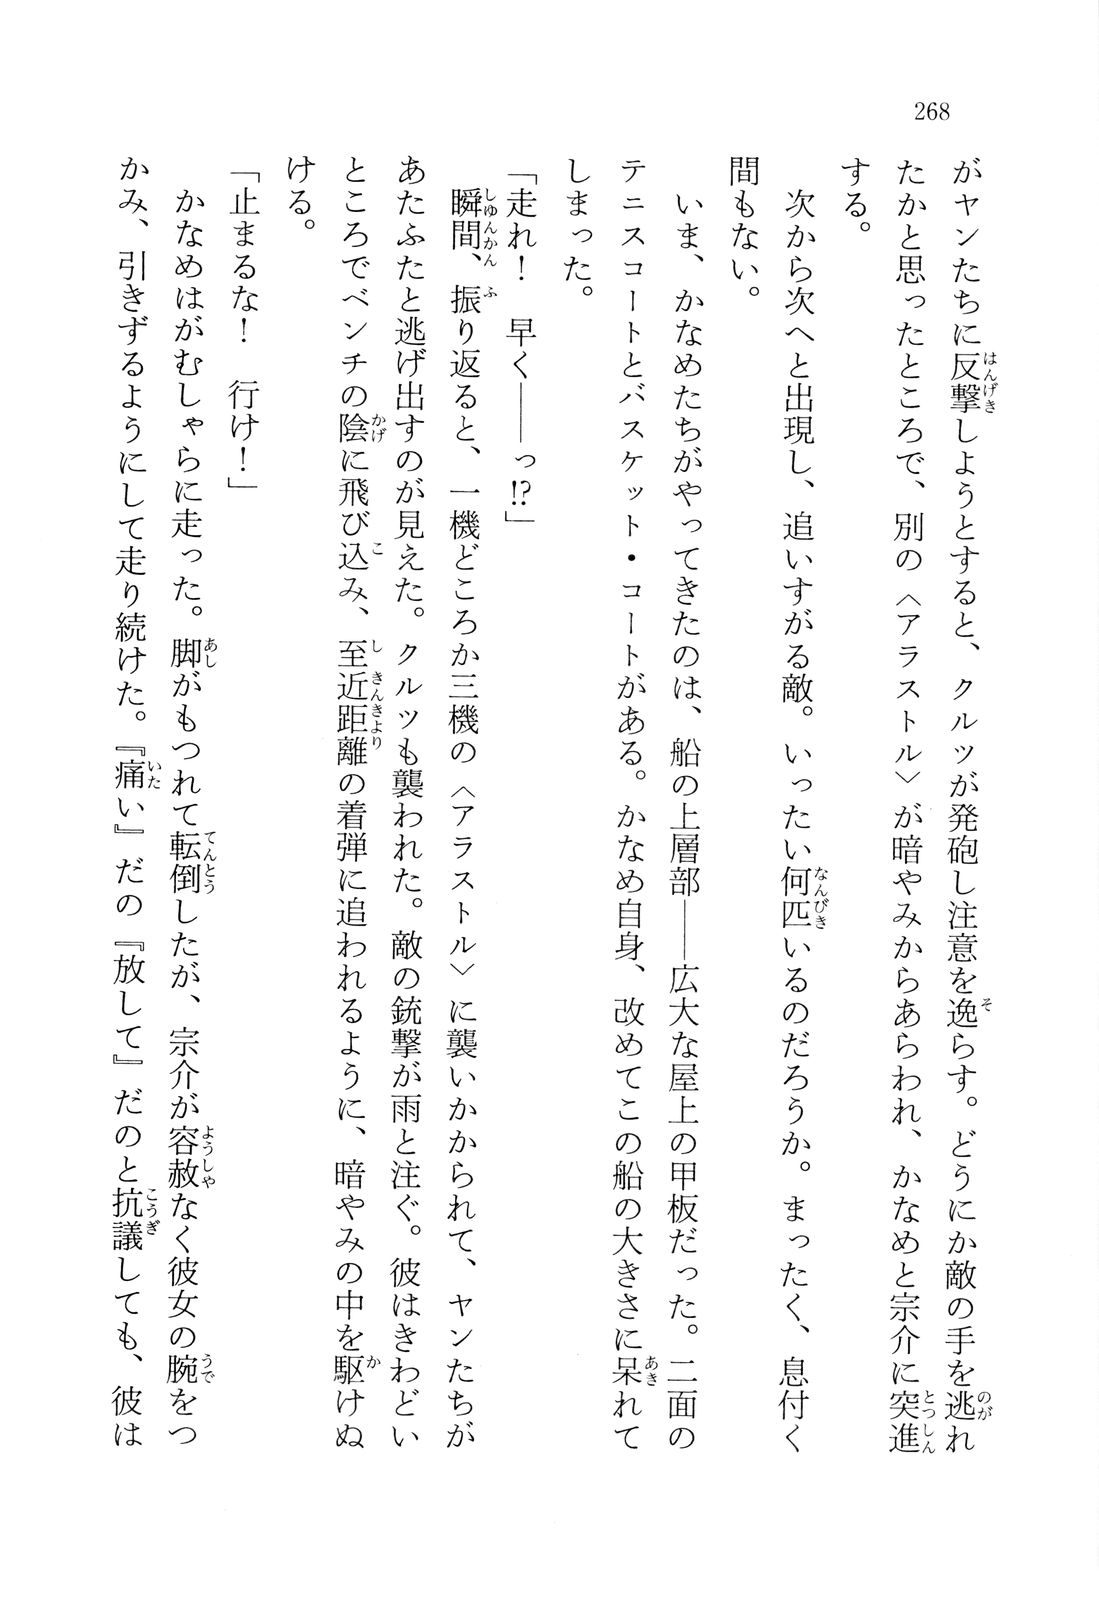 268
がヤンたちに反撃しようとすると、クルツが発砲し注意を逸らす。どうにか敵の手を逃れ
たかと思ったところで、別の〈アラストル〉が暗やみからあらわれ、かなめと宗介に突進
する。
　次から次へと出現し、追いすがる敵。いったい何匹いるのだろうか。まったく、息付く
間もない。
　いま、かなめたちがやってきたのは、船の上層部――広大な屋上の甲板だった。二面の
テニスコートとバスケット・コートがある。かなめ自身、改めてこの船の大きさに呆れて
しまった。
「走れ！　早く――っ!?」
　瞬間、振り返ると、一機どころか三機の〈アラストル〉に襲いかかられて、ヤンたちが
あたふたと逃げ出すのが見えた。クルツも襲われた。敵の銃撃が雨と注ぐ。彼はきわどい
ところでベンチの陰に飛び込み、至近距離の着弾に追われるように、暗やみの中を駆けぬ
ける。
「止まるな！　行け！」
　かなめはがむしゃらに走った。脚がもつれて転倒したが、宗介が容赦なく彼女の腕をつ
かみ、引きずるようにして走り続けた。『痛い』だの『放して』だのと抗議しても、彼は